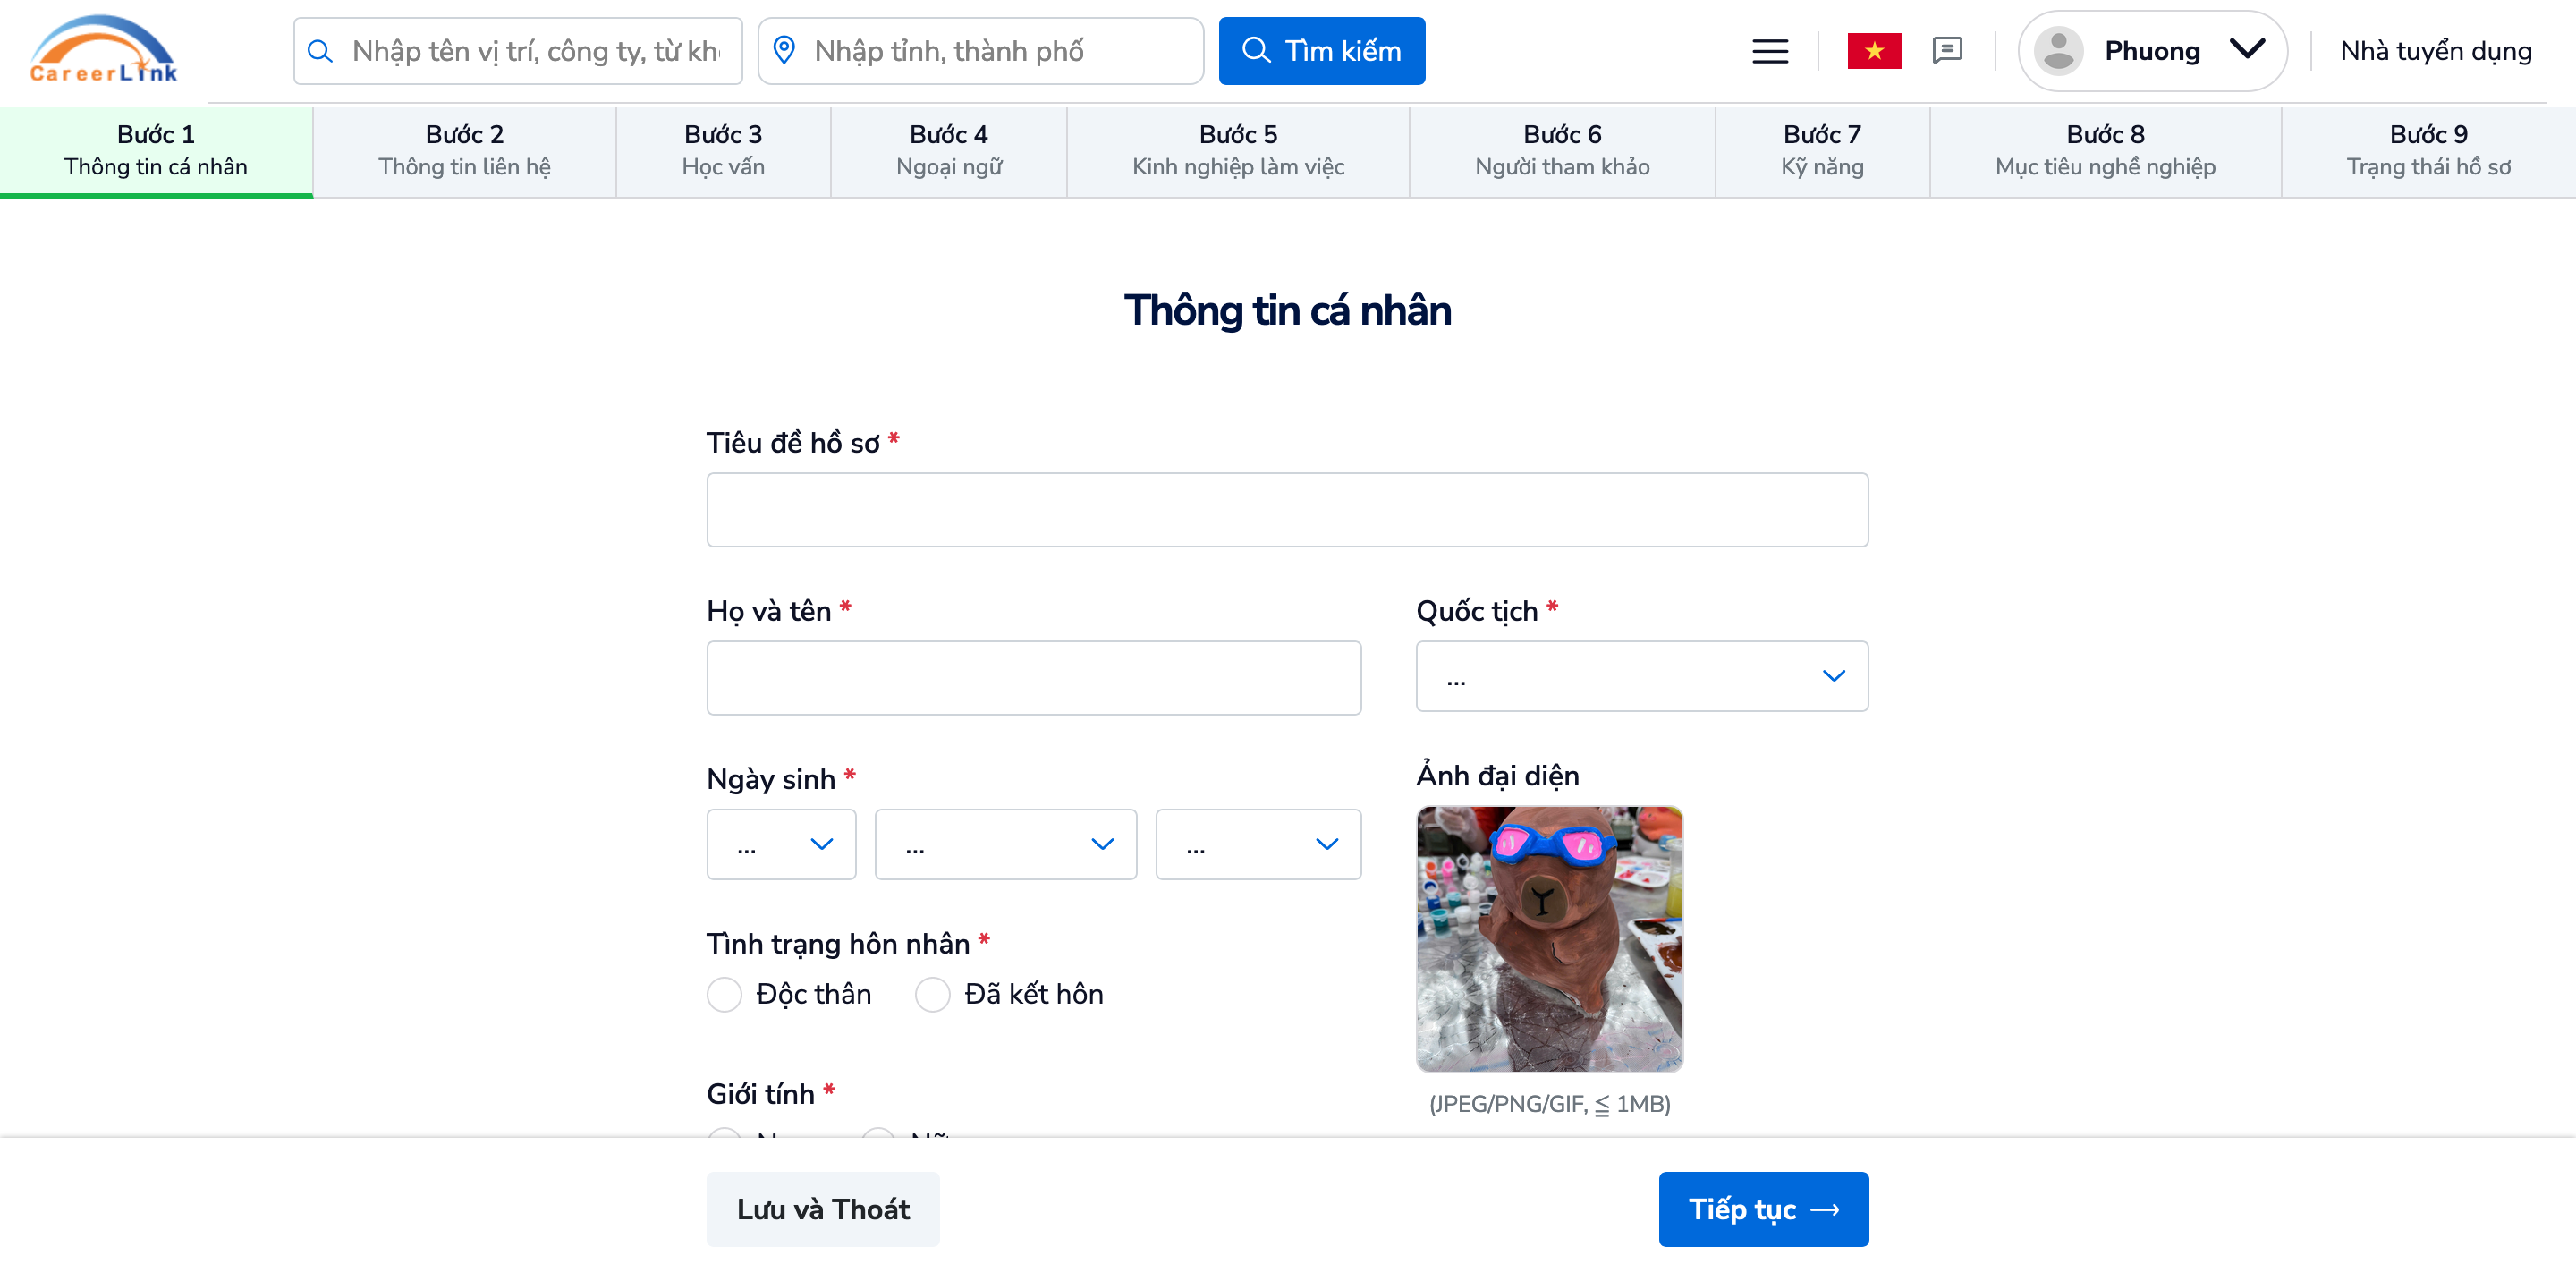 CareerLink
Nhập tên vị trí, công ty, từ kh
Nhập tỉnh, thành phố
Tìm kiếm
Phuong
Nhà tuyển dụng
Bước 1
Thông tin cá nhân
Bước 2
Thông tin liên hệ
Bước 3
Học vấn
Bước 4
Ngoại ngữ
Bước 5
Kinh nghiệp làm việc
Bước 6
Người tham khảo
Bước 7
Kỹ năng
Bước 8
Mục tiêu nghề nghiệp
Bước 9
Trạng thái hồ sơ
Thông tin cá nhân
Tiêu đề hồ sơ *
Họ và tên *
Quốc tịch *
...
Ngày sinh *
... ... ...
Ảnh đại diện
Tình trạng hôn nhân *
Độc thân Đã kết hôn
(JPEG/PNG/GIF, ≦ 1MB)
Giới tính *
Lưu và Thoát
Tiếp tục →